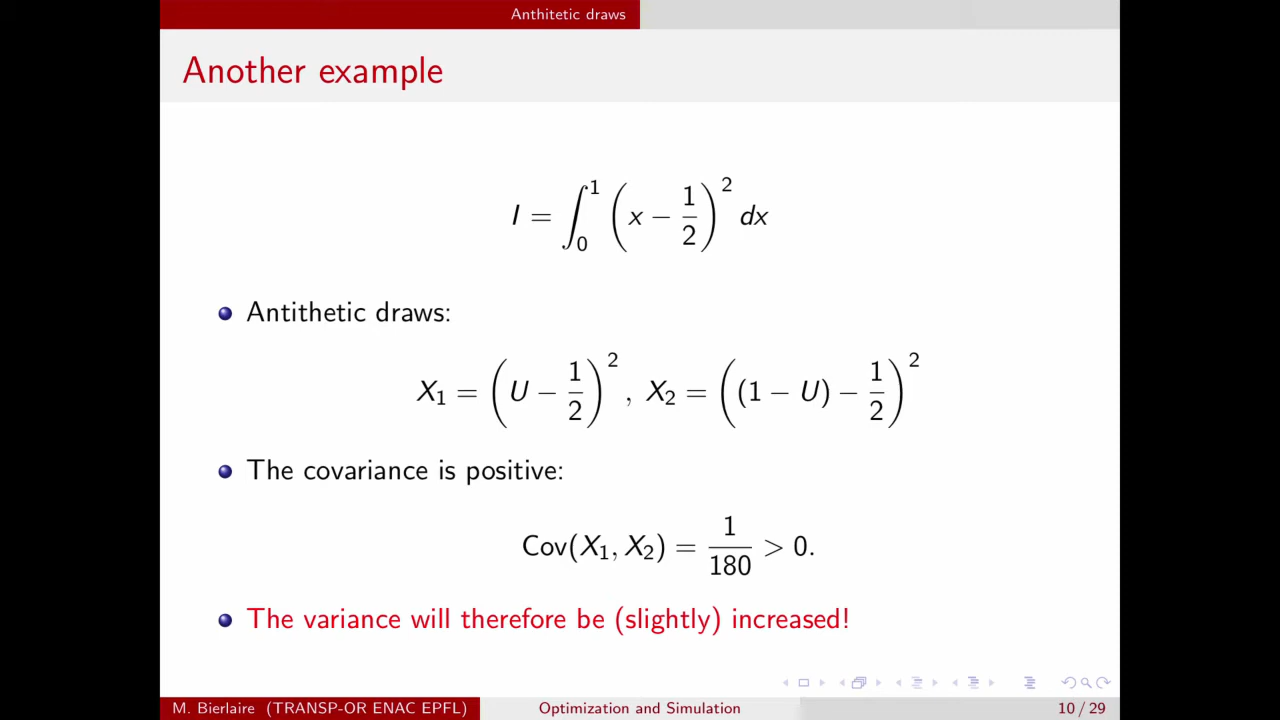 Anthitetic draws
Another example
I = ∫₀¹ (x − 1/2)² dx
Antithetic draws:
X₁ = (U − 1/2)², X₂ = ((1 − U) − 1/2)²
The covariance is positive:
Cov(X₁, X₂) = 1/180 > 0.
The variance will therefore be (slightly) increased!
M. Bierlaire (TRANSP-OR ENAC EPFL)
Optimization and Simulation
10 / 29